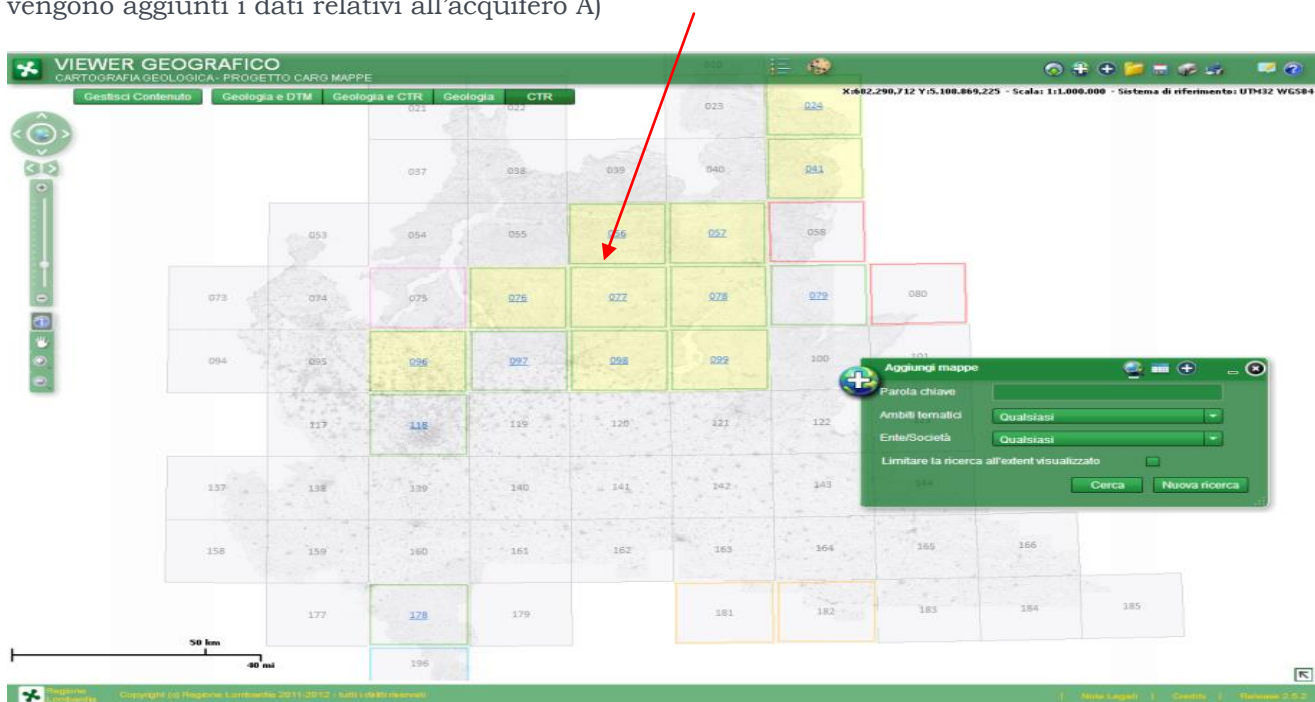 vengono aggiunti i dati relativi all'acquifero A)
VIEWER GEOGRAFICO
CARTOGRAFIA GEOLOGICA- PROGETTO CARG MAPPE
Gestisci Contenuto Geologia e DTM Geologia e CTR Geologia CTR
X:602.290,712 Y:5.108.869,225 - Scala: 1:1.000.000 - Sistema di riferimento: UTM32 WGS84
021 022 023 024
037 038 039 040 041
053 054 055 056 057 058
073 074 075 076 077 078 079 080
094 095 096 097 098 099 100 101
Aggiungi mappe
Parola chiave
Ambiti tematici Qualsiasi
Ente/Società Qualsiasi
Limitare la ricerca all'extent visualizzato
Cerca Nuova ricerca
117 118 119 120 121 122
137 138 139 140 141 142 143 144
158 159 160 161 162 163 164 165 166
177 178 179 181 182 183 184 185
196
50 km
40 mi
Regione
Lombardia
Copyright (c) Regione Lombardia 2011-2012 - tutti i diritti riservati
| Note Legali | Credits | Release 2.5.2